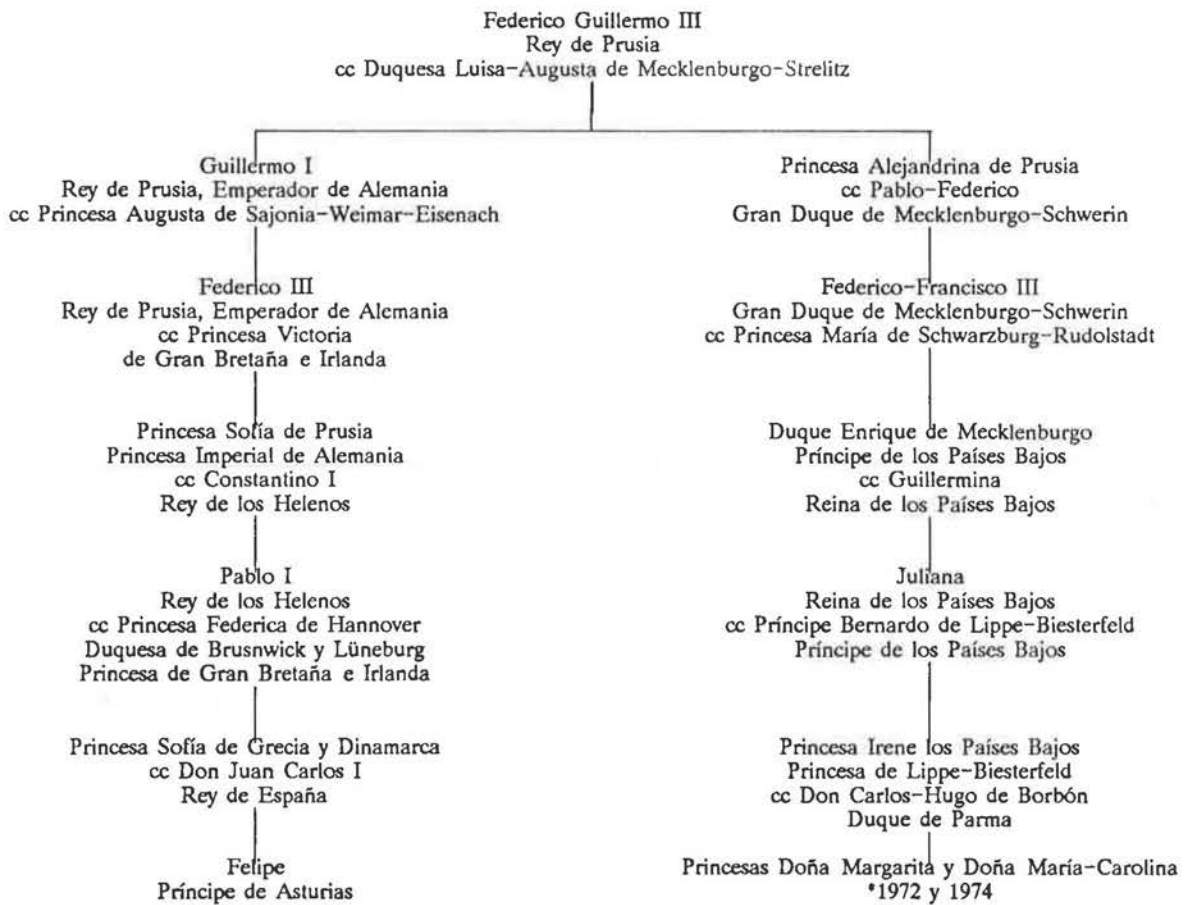 Federico Guillermo III
Rey de Prusia
cc Duquesa Luisa-Augusta de Mecklenburgo-Strelitz
Guillermo I
Rey de Prusia, Emperador de Alemania
cc Princesa Augusta de Sajonia-Weimar-Eisenach
Federico III
Rey de Prusia, Emperador de Alemania
cc Princesa Victoria
de Gran Bretaña e Irlanda
Princesa Sofía de Prusia
Princesa Imperial de Alemania
cc Constantino I
Rey de los Helenos
Pablo I
Rey de los Helenos
cc Princesa Federica de Hannover
Duquesa de Brusnwick y Lüneburg
Princesa de Gran Bretaña e Irlanda
Princesa Sofía de Grecia y Dinamarca
cc Don Juan Carlos I
Rey de España
Felipe
Príncipe de Asturias
Princesa Alejandrina de Prusia
cc Pablo-Federico
Gran Duque de Mecklenburgo-Schwerin
Federico-Francisco III
Gran Duque de Mecklenburgo-Schwerin
cc Princesa María de Schwarzburg-Rudolstadt
Duque Enrique de Mecklenburgo
Príncipe de los Países Bajos
cc Guillermina
Reina de los Países Bajos
Juliana
Reina de los Países Bajos
cc Príncipe Bernardo de Lippe-Biesterfeld
Príncipe de los Países Bajos
Princesa Irene los Países Bajos
Princesa de Lippe-Biesterfeld
cc Don Carlos-Hugo de Borbón
Duque de Parma
Princesas Doña Margarita y Doña María-Carolina
*1972 y 1974